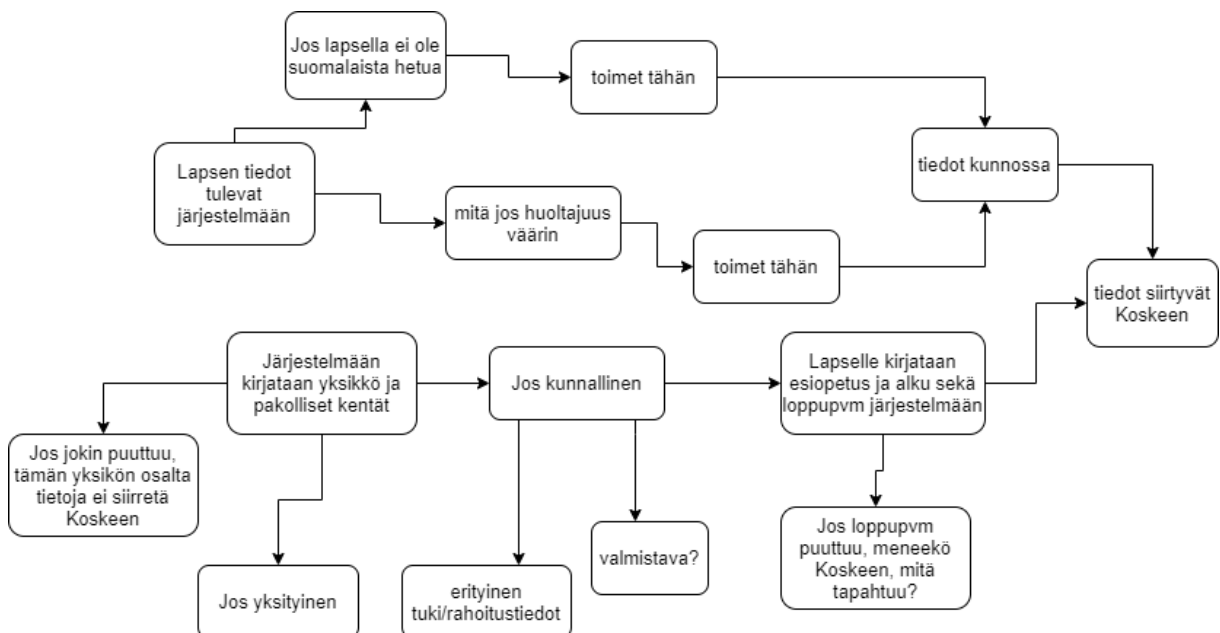 Jos lapsella ei ole
suomalaista hetua
toimet tähän
tiedot kunnossa
Lapsen tiedot
tulevat
järjestelmään
mitä jos huoltajuus
väärin
toimet tähän
tiedot siirtyvät
Koskeen
Järjestelmään
kirjataan yksikkö ja
pakolliset kentät
Jos kunnallinen
Lapselle kirjataan
esiopetus ja alku sekä
loppupvm järjestelmään
Jos jokin puuttuu,
tämän yksikön osalta
tietoja ei siirretä
Koskeen
Jos yksityinen
erityinen
tuki/rahoitustiedot
valmistava?
Jos loppupvm
puuttuu, meneekö
Koskeen, mitä
tapahtuu?